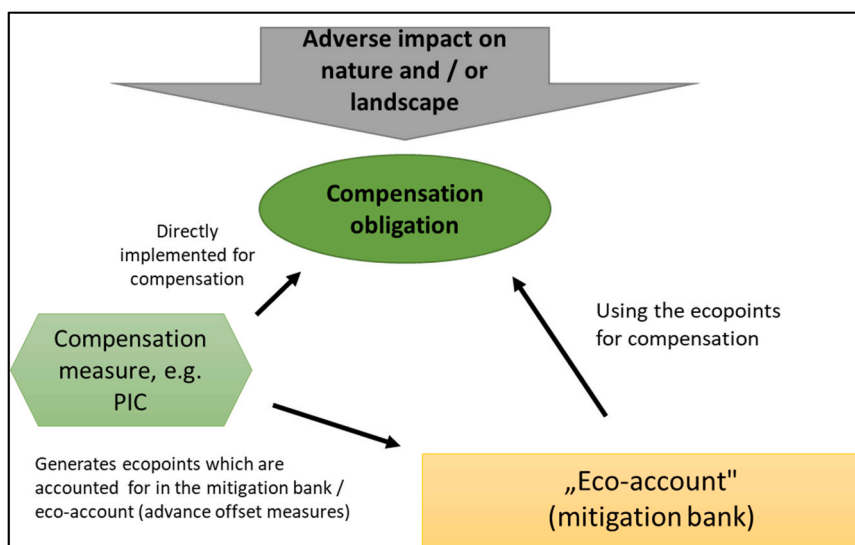 Adverse impact on
nature and / or
landscape
Compensation
obligation
Directly
implemented for
compensation
Using the ecopoints
for compensation
Compensation
measure, e.g.
PIC
Generates ecopoints which are
accounted for in the mitigation bank /
eco-account (advance offset measures)
„Eco-account"
(mitigation bank)